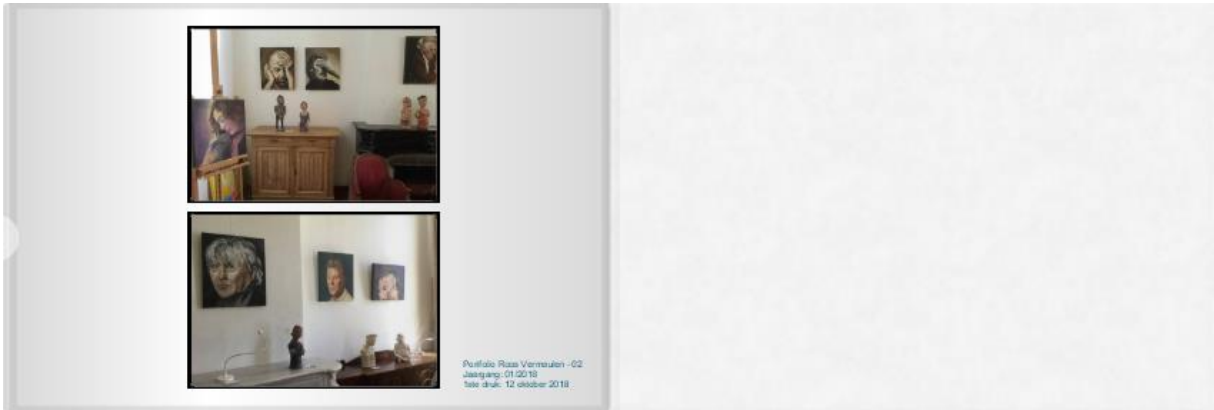 Portfolio Roos Vermeulen - 02
Jaargang: 01/2018
1ste druk: 12 oktober 2018